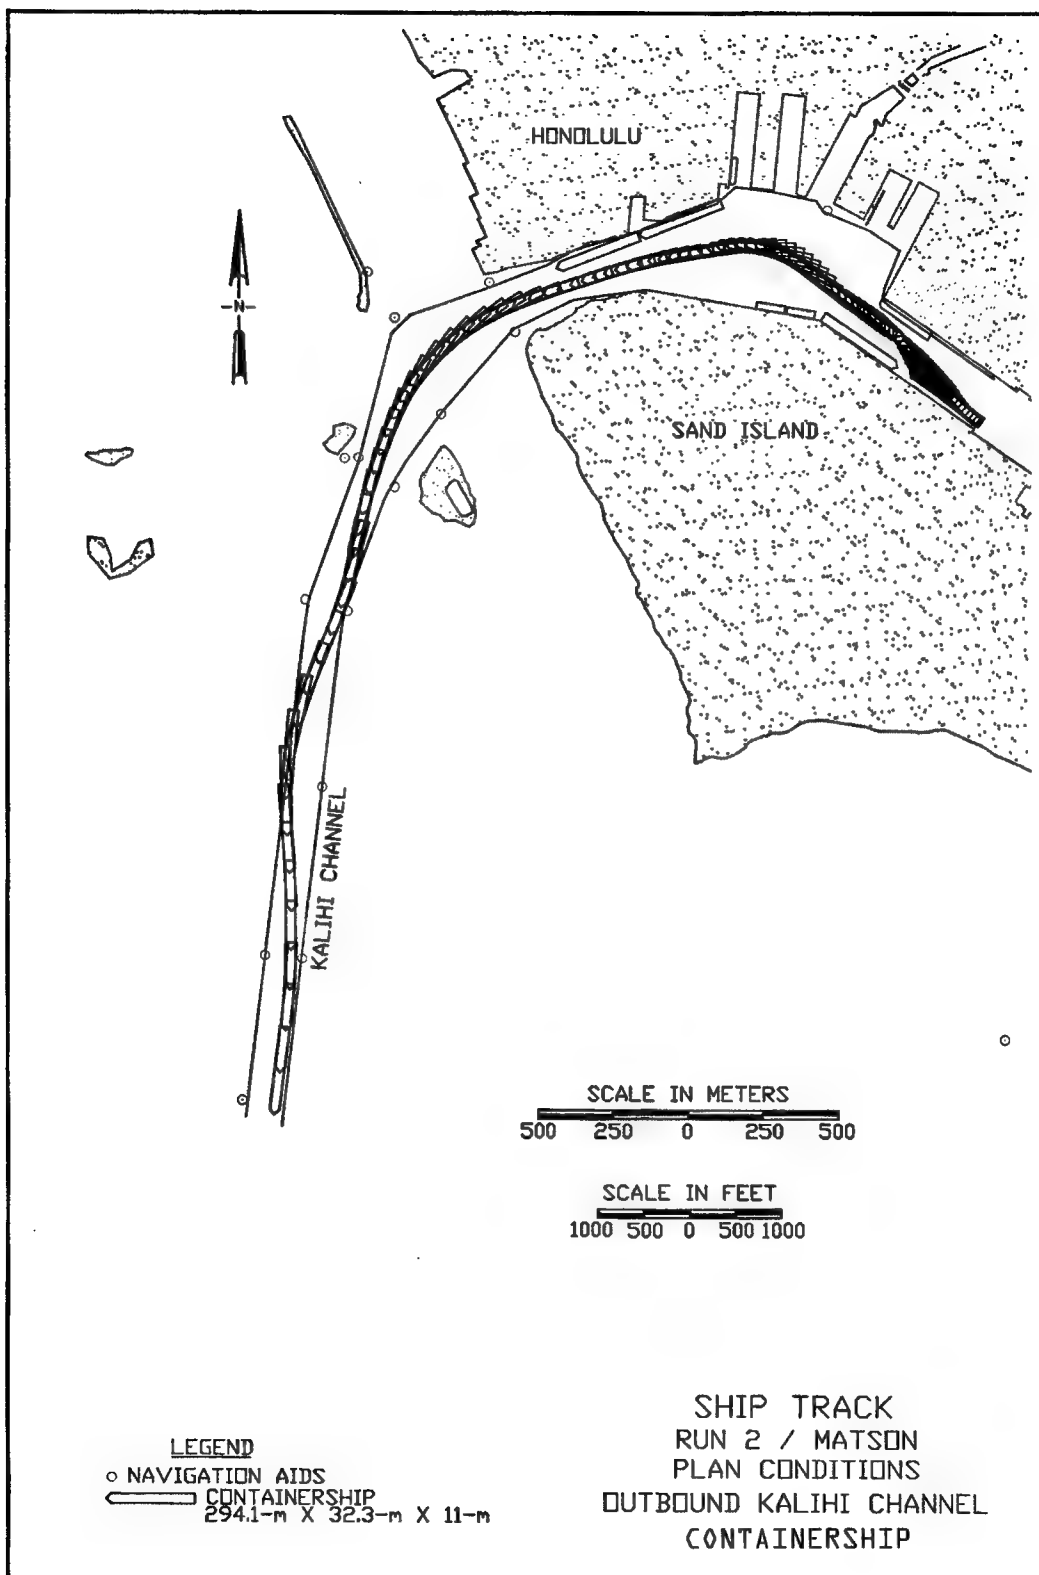 HONOLULU
-N-
SAND ISLAND
KALIHI CHANNEL
SCALE IN METERS
500 250 0 250 500
SCALE IN FEET
1000 500 0 500 1000
SHIP TRACK
RUN 2 / MATSON
PLAN CONDITIONS
OUTBOUND KALIHI CHANNEL
CONTAINERSHIP
LEGEND
NAVIGATION AIDS
CONTAINERSHIP
294.1-m X 32.3-m X 11-m